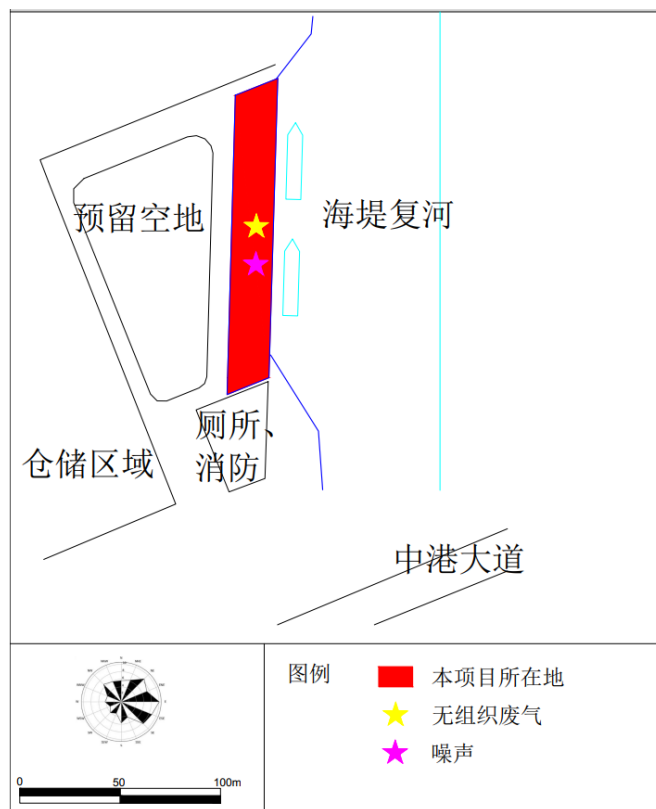 预留空地
海堤复河
厕所、
消防
仓储区域
中港大道
图例
本项目所在地
无组织废气
噪声
0 50 100m